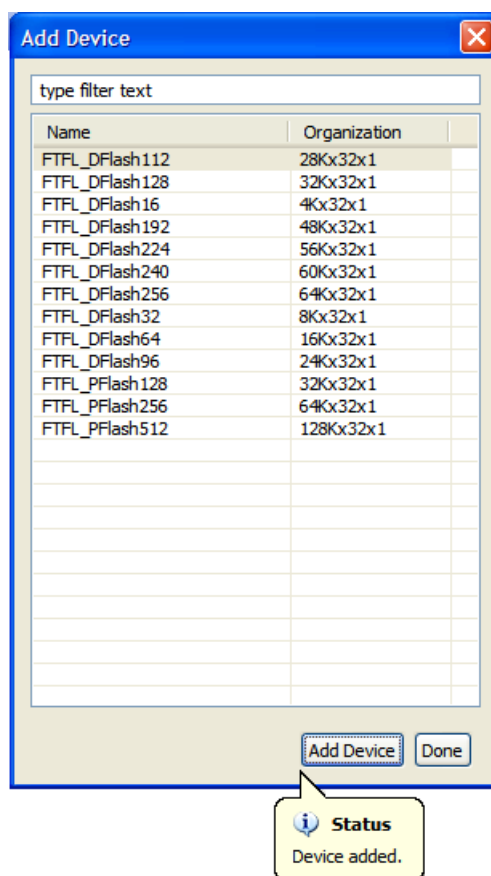 Add Device
type filter text
Name Organization
FTFL_DFlash112 28Kx32x1
FTFL_DFlash128 32Kx32x1
FTFL_DFlash16 4Kx32x1
FTFL_DFlash192 48Kx32x1
FTFL_DFlash224 56Kx32x1
FTFL_DFlash240 60Kx32x1
FTFL_DFlash256 64Kx32x1
FTFL_DFlash32 8Kx32x1
FTFL_DFlash64 16Kx32x1
FTFL_DFlash96 24Kx32x1
FTFL_PFlash128 32Kx32x1
FTFL_PFlash256 64Kx32x1
FTFL_PFlash512 128Kx32x1
Add Device Done
Status
Device added.